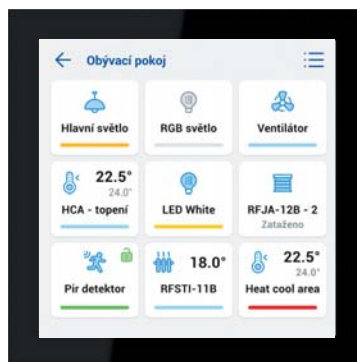 Obývací pokoj
Hlavní světlo
RGB světlo
Ventilátor
22.5°
24.0°
HCA - topení
LED White
RFJA-12B - 2
Zataženo
Pir detektor
18.0°
RFSTI-11B
22.5°
24.0°
Heat cool area